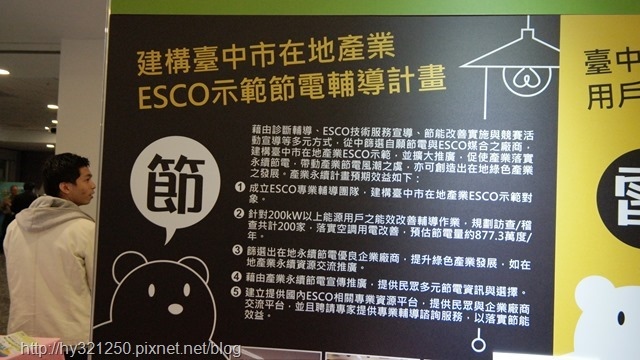 建構臺中市在地產業
ESCO示範節電輔導計畫
藉由診斷輔導、ESCO技術服務宣導、節能改善實施與競賽活
動宣導等多元方式，從中篩選自願節電與ESCO媒合之廠商，
建構臺中市在地產業ESCO示範，並擴大推廣，促使產業落實
永續節電，帶動產業節電風潮之處，亦可創造出在地綠色產業
之發展。產業永續計畫預期效益如下：
1 成立ESCO專業輔導團隊，建構臺中市在地產業ESCO示範對
象。
2 針對200kW以上能源用戶之能效改善輔導作業，規劃訪查/稽
查共計200家，落實空調用電改善，預估節電量約877.3萬度/
年。
3 篩選出在地永續節電優良企業廠商，提升綠色產業發展，如在
地產業永續資源交流推廣。
4 藉由產業永續節電宣傳推廣，提供民眾多元節電資訊與選擇。
5 建立提供國內ESCO相關專業資源平台，提供民眾與企業廠商
交流平台，並且聘請專家提供專業輔導諮詢服務，以落實節能
效益。
節
臺中
用戶
http://hy321250.pixnet.net/blog